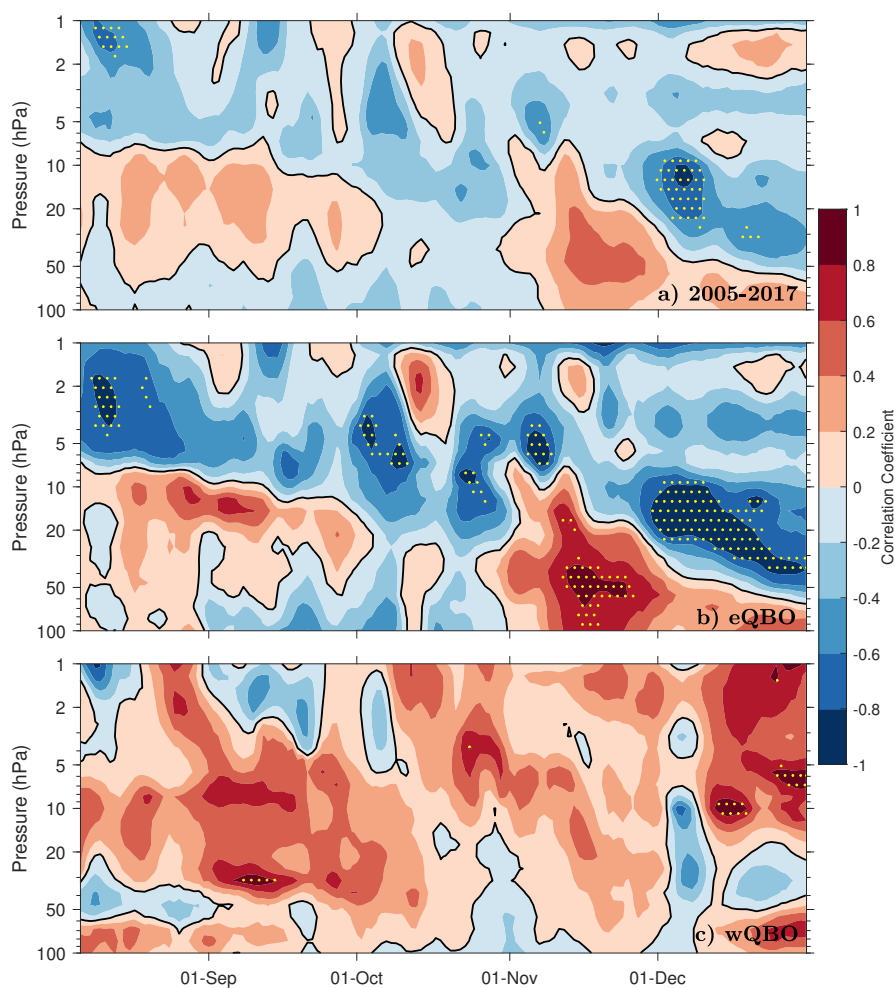 1
2
5
10
20
50
100
Pressure (hPa)
a) 2005-2017
1
2
5
10
20
50
100
Pressure (hPa)
b) eQBO
1
2
5
10
20
50
100
Pressure (hPa)
c) wQBO
01-Sep
01-Oct
01-Nov
01-Dec
1
0.8
0.6
0.4
0.2
0
-0.2
-0.4
-0.6
-0.8
-1
Correlation Coefficient